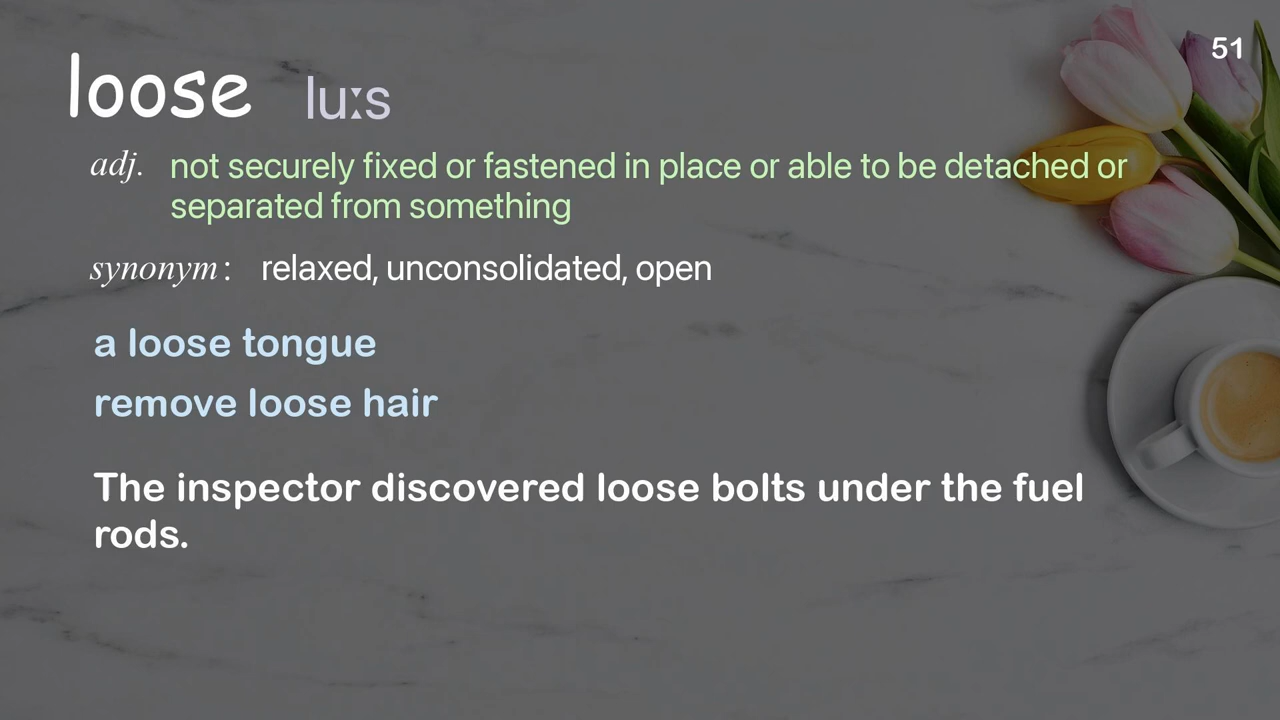 51
loose luːs
adj. not securely fixed or fastened in place or able to be detached or
separated from something
synonym : relaxed, unconsolidated, open
a loose tongue
remove loose hair
The inspector discovered loose bolts under the fuel
rods.